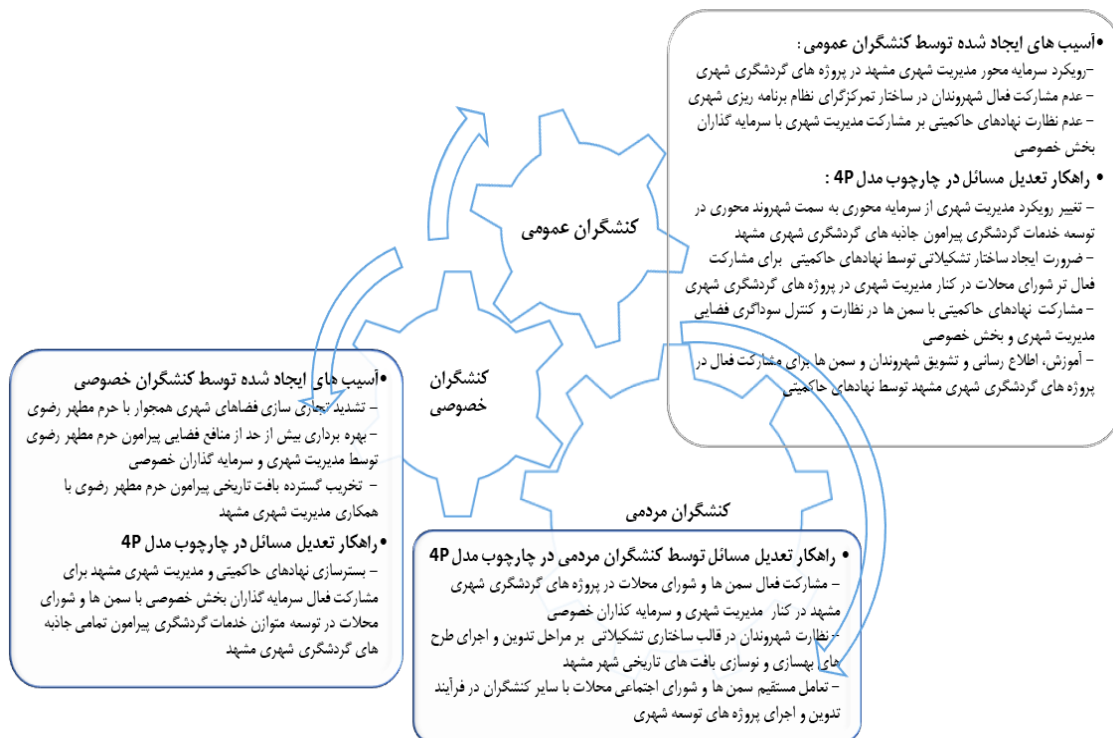 •آسیب های ایجاد شده توسط کنشگران عمومی :
-رویکرد سرمایه محور مدیریت شهری مشهد در پروژه های گردشگری شهری
- عدم مشارکت فعال شهروندان در ساختار تمرکزگرای نظام برنامه ریزی شهری
- عدم نظارت نهادهای حاکمیتی بر مشارکت مدیریت شهری با سرمایه گذاران
بخش خصوصی
• راهکار تعدیل مسائل در چارچوب مدل 4P :
- تغییر رویکرد مدیریت شهری از سرمایه محوری به سمت شهروند محوری در
توسعه خدمات گردشگری پیرامون جاذبه های گردشگری شهری مشهد
- ضرورت ایجاد ساختار تشکیلاتی توسط نهادهای حاکمیتی برای مشارکت
فعال تر شورای محلات در کنار مدیریت شهری در پروژه های گردشگری شهری
- مشارکت نهادهای حاکمیتی با سمن ها در نظارت و کنترل سوداگری فضایی
مدیریت شهری و بخش خصوصی
- آموزش، اطلاع رسانی و تشویق شهروندان و سمن ها برای مشارکت فعال در
پروژه های گردشگری شهری مشهد توسط نهادهای حاکمیتی
کنشگران عمومی
کنشگران
خصوصی
•آسیب های ایجاد شده توسط کنشگران خصوصی
- تشدید تجاری سازی فضاهای شهری همجوار با حرم مطهر رضوی
- بهره برداری بیش از حد از منافع فضایی پیرامون حرم مطهر رضوی
توسط مدیریت شهری و سرمایه گذاران خصوصی
- تخریب گسترده بافت تاریخی پیرامون حرم مطهر رضوی با
همکاری مدیریت شهری مشهد
•راهکار تعدیل مسائل در چارچوب مدل 4P
- بسترسازی نهادهای حاکمیتی و مدیریت شهری مشهد برای
مشارکت فعال سرمایه گذاران بخش خصوصی با سمن ها و شورای
محلات در توسعه متوازن خدمات گردشگری پیرامون تمامی جاذبه
های گردشگری شهری مشهد
کنشگران مردمی
• راهکار تعدیل مسائل توسط کنشگران مردمی در چارچوب مدل 4P
- مشارکت فعال سمن ها و شورای محلات در پروژه های گردشگری شهری
مشهد در کنار مدیریت شهری و سرمایه کذاران خصوصی
- نظارت شهروندان در قالب ساختاری تشکیلاتی بر مراحل تدوین و اجرای طرح
های بهسازی و نوسازی بافت های تاریخی شهر مشهد
- تعامل مستقیم سمن ها و شورای اجتماعی محلات با سایر کنشگران در فرآیند
تدوین و اجرای پروژه های توسعه شهری